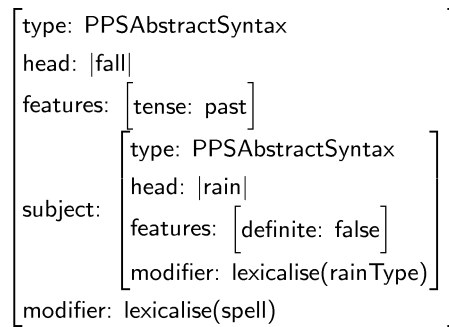 type: PPSAbstractSyntax
head: |fall|
features: [tense: past]
type: PPSAbstractSyntax
head: |rain|
subject: features: [definite: false]
modifier: lexicalise(rainType)
modifier: lexicalise(spell)